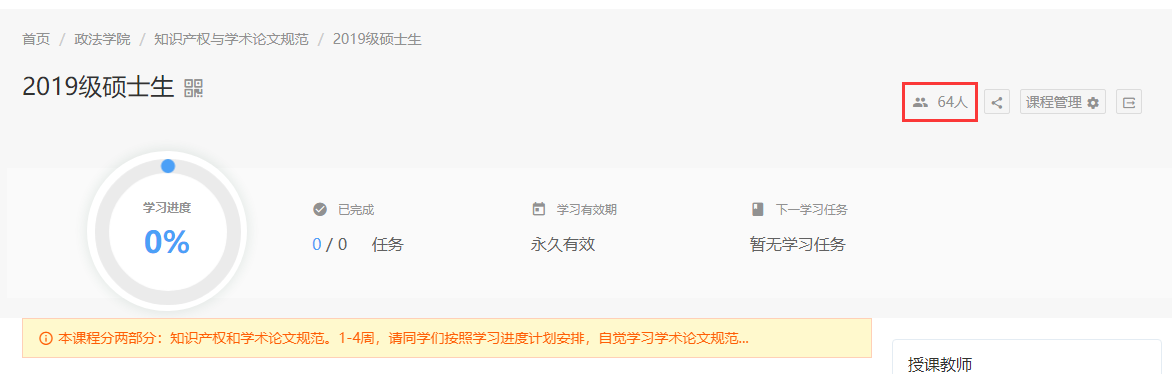 首页 / 政法学院 / 知识产权与学术论文规范 / 2019级硕士生
2019级硕士生
64人
课程管理
学习进度
0%
已完成
0 / 0 任务
学习有效期
永久有效
下一学习任务
暂无学习任务
本课程分两部分：知识产权和学术论文规范。1-4周，请同学们按照学习进度计划安排，自觉学习学术论文规范...
授课教师